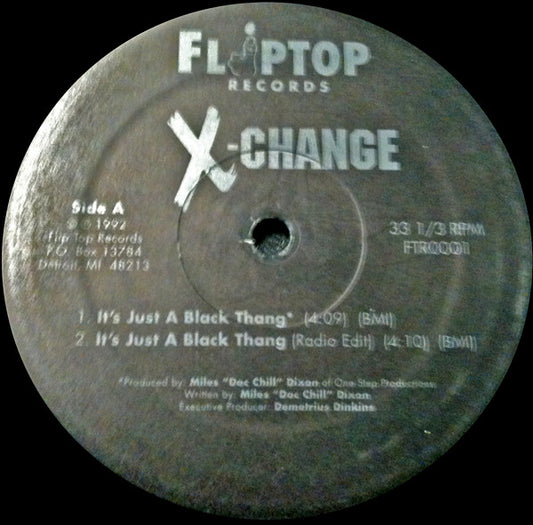 FLIPTOP
RECORDS
X-CHANGE
Side A
℗ © 1992
Flip Top Records
P.O. Box 13784
Detroit, MI 48213
33 1/3 RPM
FTR0001
1. It's Just A Black Thang* (4:09) (BMI)
2. It's Just A Black Thang (Radio Edit) (4:10) (BMI)
*Produced by: Miles "Doc Chill" Dixon of One Step Productions
Written by: Miles "Doc Chill" Dixon
Executive Producer: Demetrius Dinkins